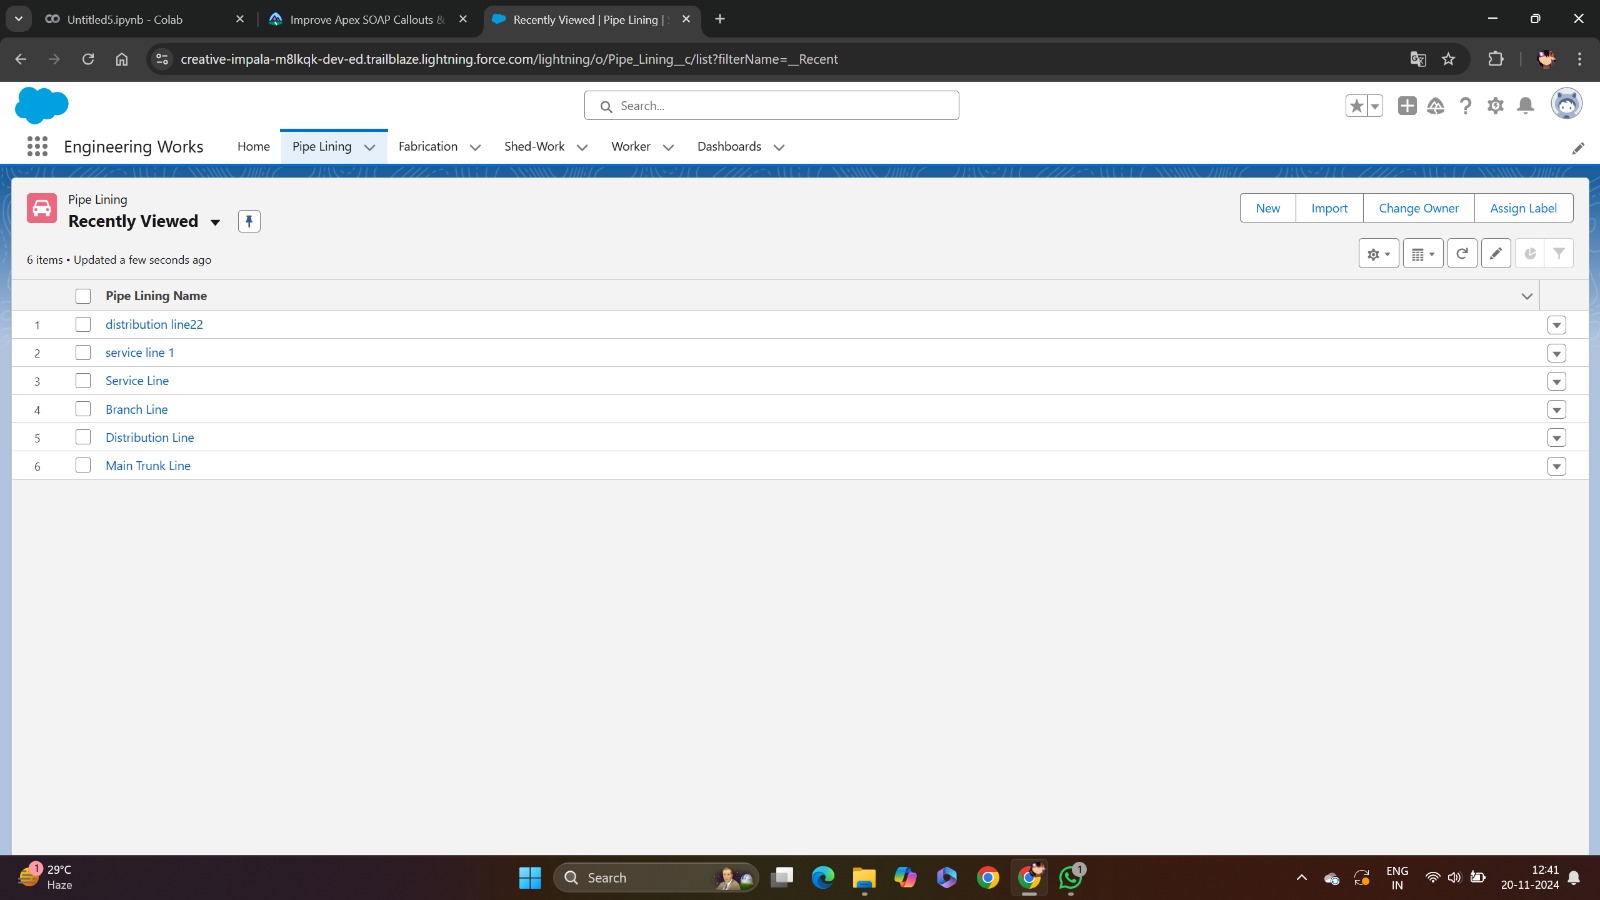 Untitled5.ipynb - Colab
Improve Apex SOAP Callouts &
Recently Viewed | Pipe Lining |
creative-impala-m8lkqk-dev-ed.trailblaze.lightning.force.com/lightning/o/Pipe_Lining__c/list?filterName=__Recent
Search...
Engineering Works
Home
Pipe Lining
Fabrication
Shed-Work
Worker
Dashboards
Pipe Lining
Recently Viewed
New
Import
Change Owner
Assign Label
6 items • Updated a few seconds ago
Pipe Lining Name
1 distribution line22
2 service line 1
3 Service Line
4 Branch Line
5 Distribution Line
6 Main Trunk Line
1
29°C
Haze
Search
1
ENG
IN
12:41
20-11-2024